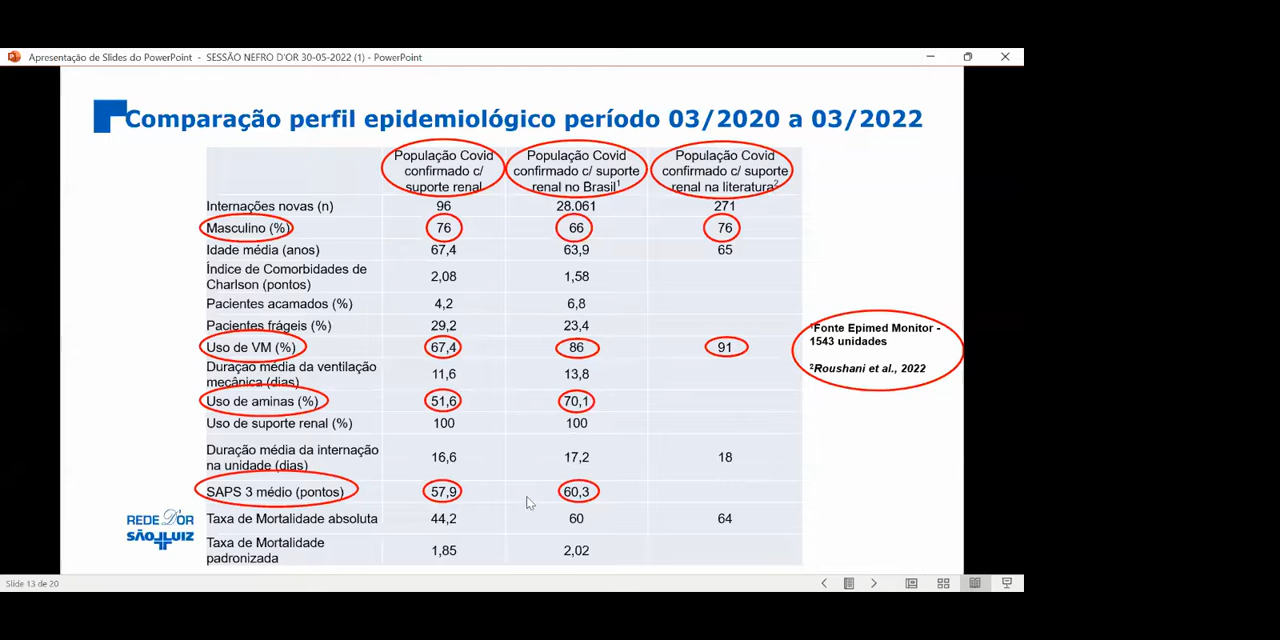 Apresentação de Slides do PowerPoint - SESSÃO NEFRO D'OR 30-05-2022 (1) - PowerPoint
Comparação perfil epidemiológico período 03/2020 a 03/2022
População Covid confirmado c/ suporte renal
População Covid confirmado c/ suporte renal no Brasil¹
População Covid confirmado c/ suporte renal na literatura²
Internações novas (n) 96 28.061 271
Masculino (%) 76 66 76
Idade média (anos) 67,4 63,9 65
Índice de Comorbidades de
Charlson (pontos) 2,08 1,58
Pacientes acamados (%) 4,2 6,8
Pacientes frágeis (%) 29,2 23,4
Uso de VM (%) 67,4 86 91
Duração média da ventilação
mecânica (dias) 11,6 13,8
Uso de aminas (%) 51,6 70,1
Uso de suporte renal (%) 100 100
Duração média da internação
na unidade (dias) 16,6 17,2 18
SAPS 3 médio (pontos) 57,9 60,3
Taxa de Mortalidade absoluta 44,2 60 64
Taxa de Mortalidade
padronizada 1,85 2,02
¹Fonte Epimed Monitor -
1543 unidades
²Roushani et al., 2022
REDE D'OR
SÃO LUIZ
Slide 13 de 20